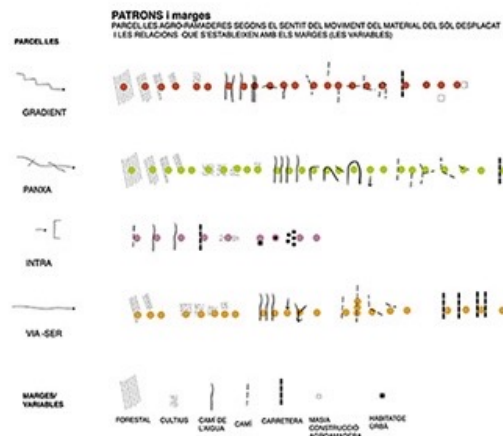 PATRONS i marges
PARCEL·LES AGRO-RAMADERES SEGONS EL SENTIT DEL MOVIMENT DEL MATERIAL DEL SÒL DESPLAÇAT
I LES RELACIONS QUE S'ESTABLEIXEN AMB ELS MARGES (LES VARIABLES)
PARCEL·LES
GRADIENT
PANXA
INTRA
VIA -SER
MARGES/
VARIABLES
FORESTAL
CULTIUS
CAMÍ DE
L'AIGUA
CAMÍ
CARRETERA
MASIA
CONSTRUCCIÓ
AGRORAMADERA
HABITATGE
URBÀ